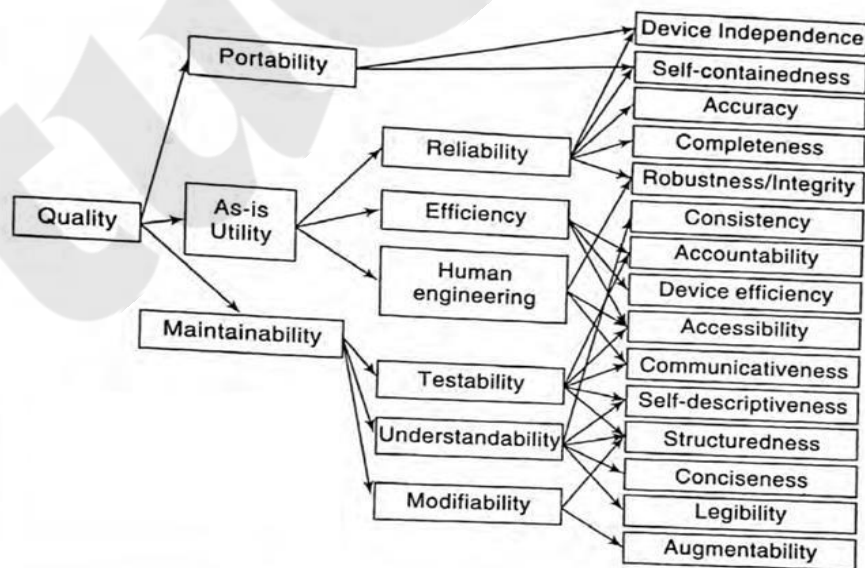 Quality
Portability
As-is
Utility
Maintainability
Reliability
Efficiency
Human
engineering
Testability
Understandability
Modifiability
Device Independence
Self-containedness
Accuracy
Completeness
Robustness/Integrity
Consistency
Accountability
Device efficiency
Accessibility
Communicativeness
Self-descriptiveness
Structuredness
Conciseness
Legibility
Augmentability